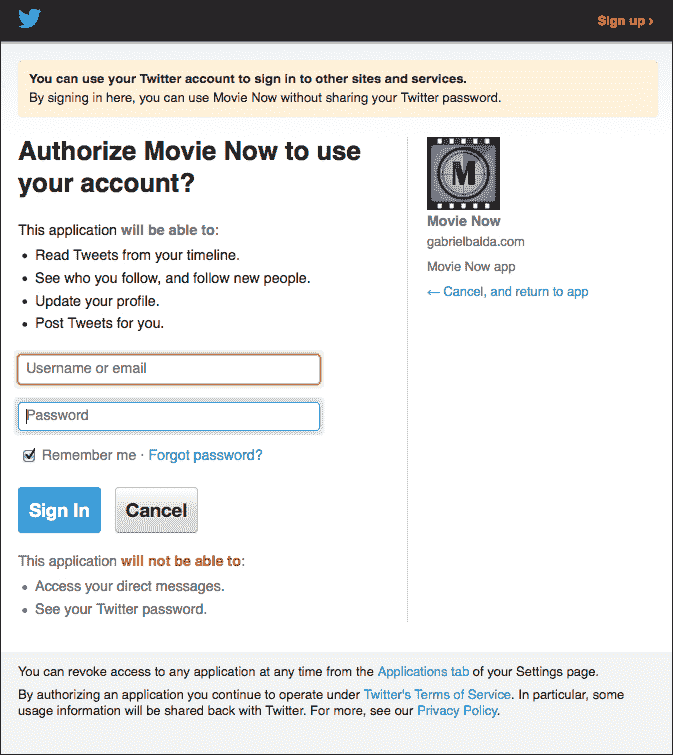 Sign up ›
You can use your Twitter account to sign in to other sites and services.
By signing in here, you can use Movie Now without sharing your Twitter password.
Authorize Movie Now to use
your account?
This application will be able to:
• Read Tweets from your timeline.
• See who you follow, and follow new people.
• Update your profile.
• Post Tweets for you.
Username or email
Password
Remember me · Forgot password?
Sign In
Cancel
This application will not be able to:
• Access your direct messages.
• See your Twitter password.
M
Movie Now
gabrielbalda.com
Movie Now app
← Cancel, and return to app
You can revoke access to any application at any time from the Applications tab of your Settings page.
By authorizing an application you continue to operate under Twitter's Terms of Service. In particular, some
usage information will be shared back with Twitter. For more, see our Privacy Policy.